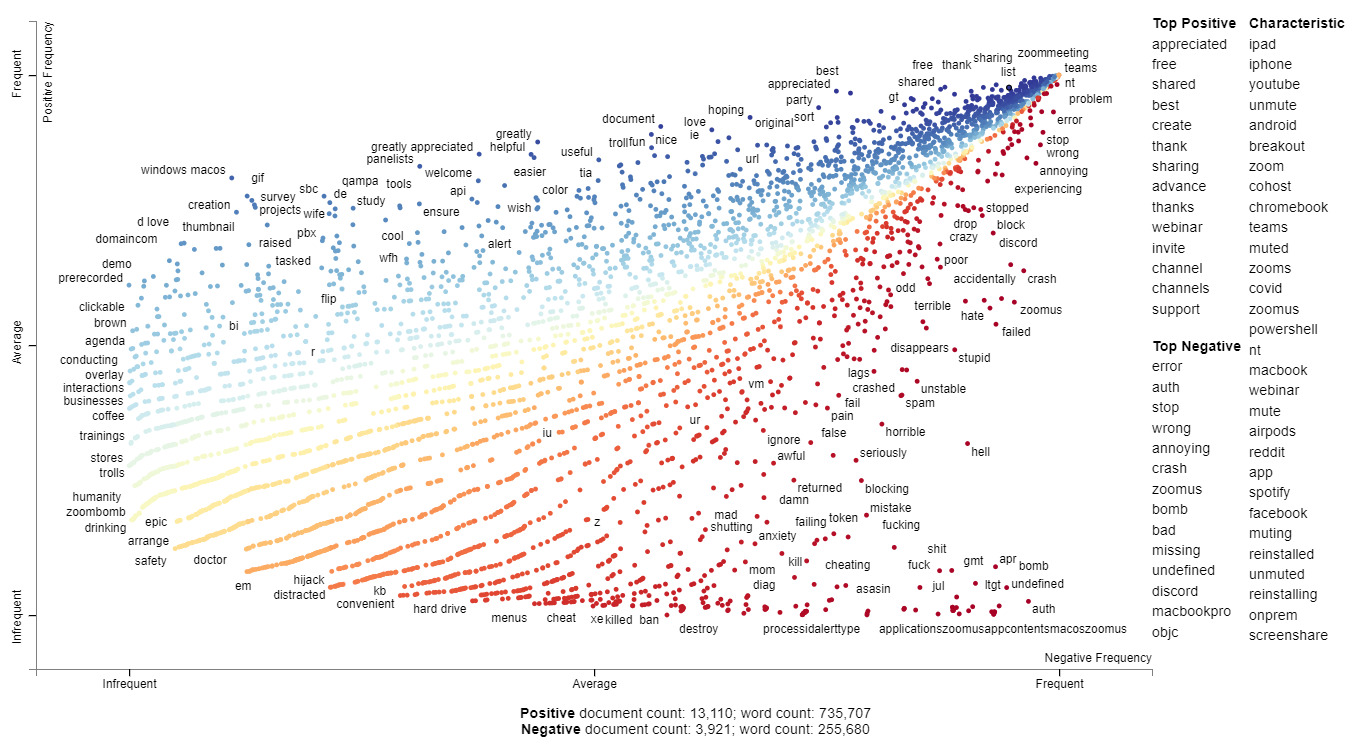 Frequent
Positive Frequency
Average
Infrequent
zoommeeting
sharing
free
thank
teams
best
list
appreciated
shared
nt
party
gt
problem
hoping
original
sort
error
document
love
ie
greatly
stop
trollfun
nice
helpful
wrong
greatly appreciated
useful
url
annoying
panelists
windows macos
gif
qampa
tools
welcome
easier
tia
experiencing
survey
sbc
de
api
color
creation
projects
wife
study
ensure
wish
stopped
d love
thumbnail
drop
block
domaincom
pbx
cool
crazy
raised
alert
discord
demo
tasked
wfh
poor
prerecorded
accidentally
crash
odd
clickable
flip
terrible
zoomus
brown
bi
hate
agenda
failed
r
disappears
conducting
stupid
overlay
lags
interactions
vm
crashed
unstable
businesses
fail
spam
coffee
pain
ur
trainings
iu
false
horrible
ignore
stores
awful
seriously
hell
trolls
returned
blocking
humanity
damn
zoombomb
mistake
epic
mad
failing
token
drinking
z
shutting
fucking
arrange
anxiety
safety
doctor
shit
kill
cheating
fuck
gmt
apr
bomb
em
hijack
mom
diag
distracted
kb
asasin
jul
ltgt
undefined
convenient
hard drive
auth
menus
cheat
xe
killed
ban
destroy
processidalerttype
applicationszoomusappcontentsmacoszoomus
Negative Frequency
Infrequent
Average
Frequent
Positive document count: 13,110; word count: 735,707
Negative document count: 3,921; word count: 255,680
Top Positive
appreciated
free
shared
best
create
thank
sharing
advance
thanks
webinar
invite
channel
channels
support
Top Negative
error
auth
stop
wrong
annoying
crash
zoomus
bomb
bad
missing
undefined
discord
macbookpro
objc
Characteristic
ipad
iphone
youtube
unmute
android
breakout
zoom
cohost
chromebook
teams
muted
zooms
covid
zoomus
powershell
nt
macbook
webinar
mute
airpods
reddit
app
spotify
facebook
muting
reinstalled
unmuted
reinstalling
onprem
screenshare